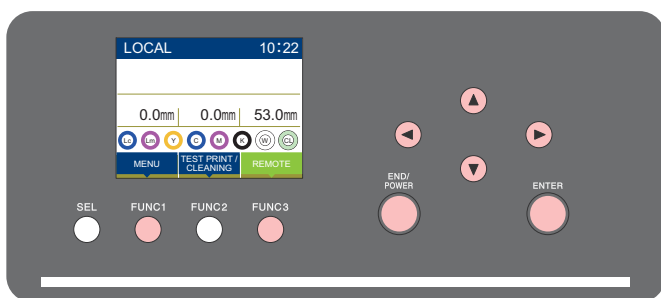 LOCAL 10:22
0.0mm 0.0mm 53.0mm
Lc Lm Y C M K W CL
MENU TEST PRINT / CLEANING REMOTE
SEL FUNC1 FUNC2 FUNC3
END/
POWER
ENTER